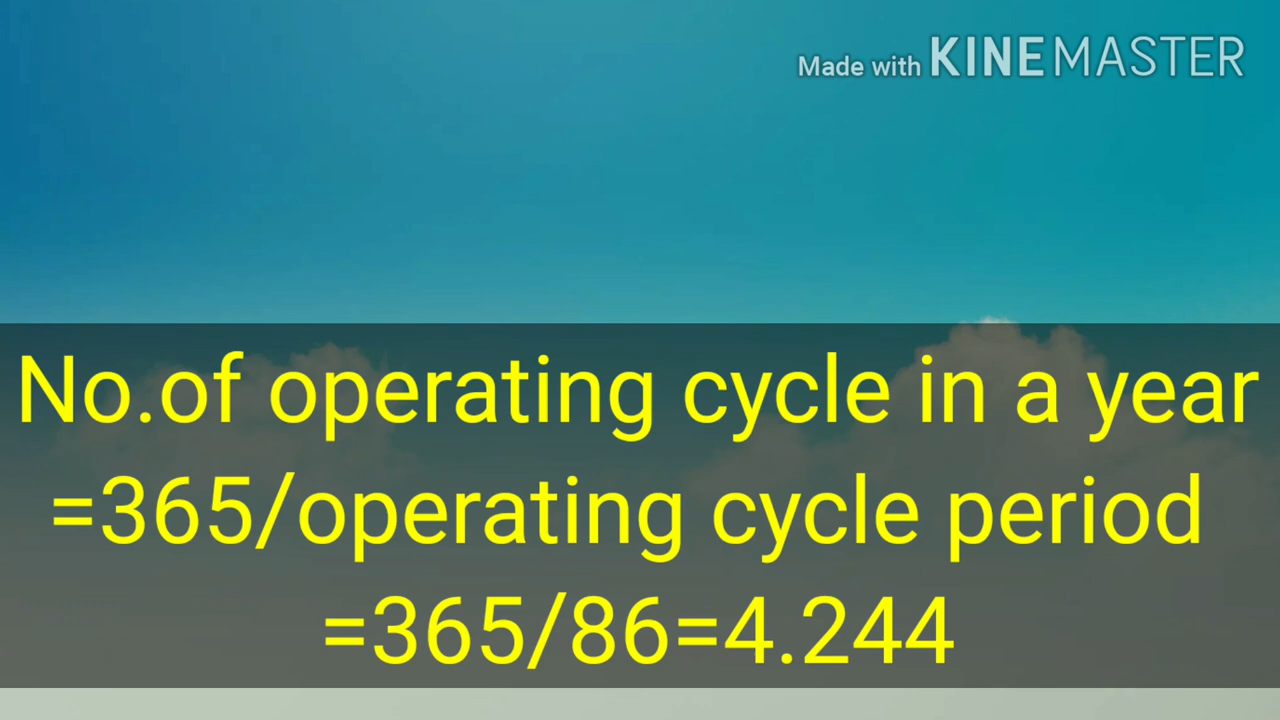 Made with KINEMASTER
No.of operating cycle in a year
=365/operating cycle period
=365/86=4.244